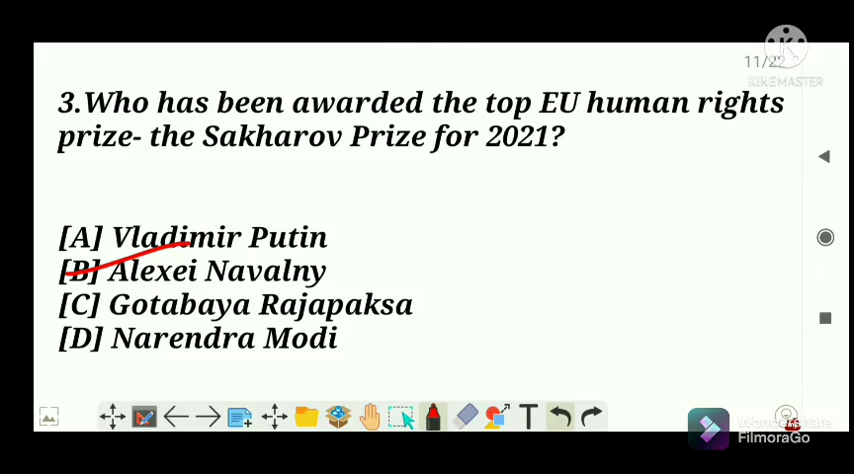 11/22
KINEMASTER
3.Who has been awarded the top EU human rights
prize- the Sakharov Prize for 2021?
[A] Vladimir Putin
[B] Alexei Navalny
[C] Gotabaya Rajapaksa
[D] Narendra Modi
T
Wondershare
FilmoraGo